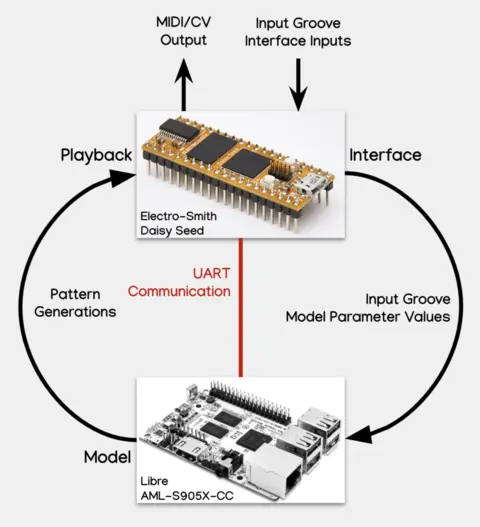 MIDI/CV
Output
Input Groove
Interface Inputs
Playback
Interface
Electro-Smith
Daisy Seed
UART
Communication
Pattern
Generations
Input Groove
Model Parameter Values
Model
Libre
AML-S905X-CC